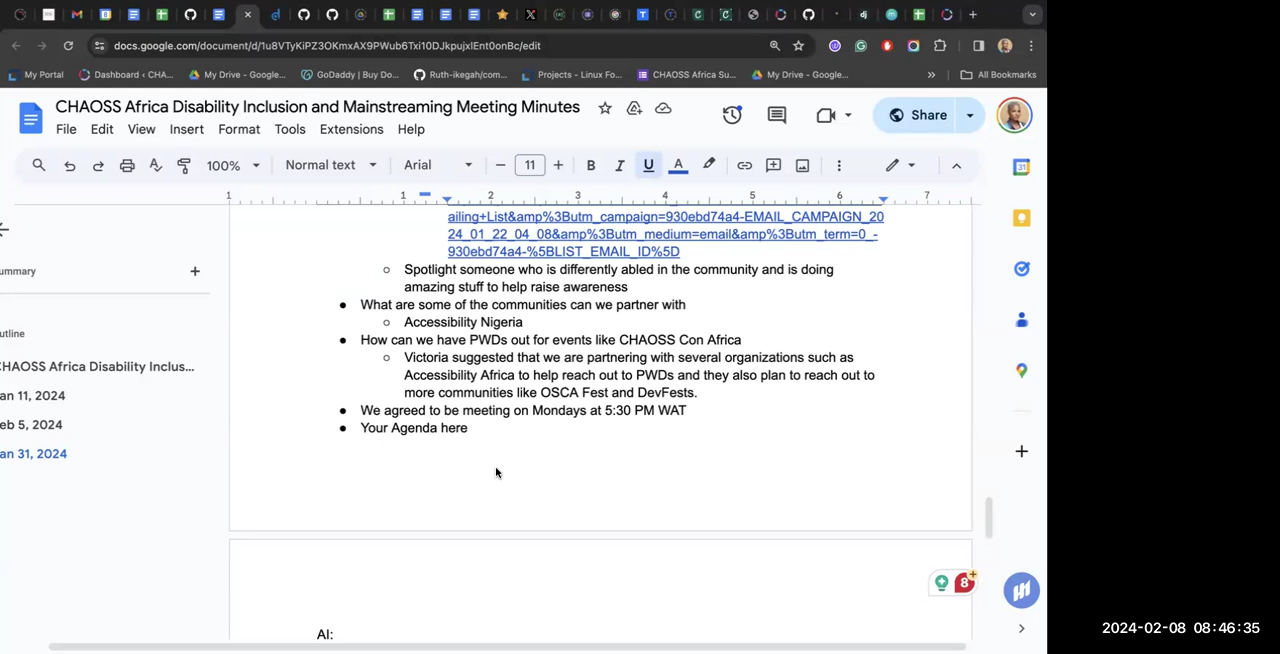 docs.google.com/document/d/1u8VTyKiPZ3OKmxAX9PWub6Txi10DJkpujxlEnt0onBc/edit
My Portal
Dashboard ‹ CHA...
My Drive – Google...
GoDaddy | Buy Do...
Ruth-ikegah/com...
Projects - Linux Fo...
CHAOSS Africa Su...
My Drive – Google...
»
All Bookmarks
CHAOSS Africa Disability Inclusion and Mainstreaming Meeting Minutes
File Edit View Insert Format Tools Extensions Help
Share
100% Normal text Arial – 11 + B I U A
1 1 2 3 4 5 6 7
ailing+List&amp%3Butm_campaign=930ebd74a4-EMAIL_CAMPAIGN_20
24_01_22_04_08&amp%3Butm_medium=email&amp%3Butm_term=0_-
930ebd74a4-%5BLIST_EMAIL_ID%5D
ummary
○ Spotlight someone who is differently abled in the community and is doing
amazing stuff to help raise awareness
● What are some of the communities can we partner with
○ Accessibility Nigeria
utline
● How can we have PWDs out for events like CHAOSS Con Africa
○ Victoria suggested that we are partnering with several organizations such as
Accessibility Africa to help reach out to PWDs and they also plan to reach out to
more communities like OSCA Fest and DevFests.
CHAOSS Africa Disability Inclus...
an 11, 2024
eb 5, 2024
an 31, 2024
● We agreed to be meeting on Mondays at 5:30 PM WAT
● Your Agenda here
8
AI:
2024-02-08 08:46:35